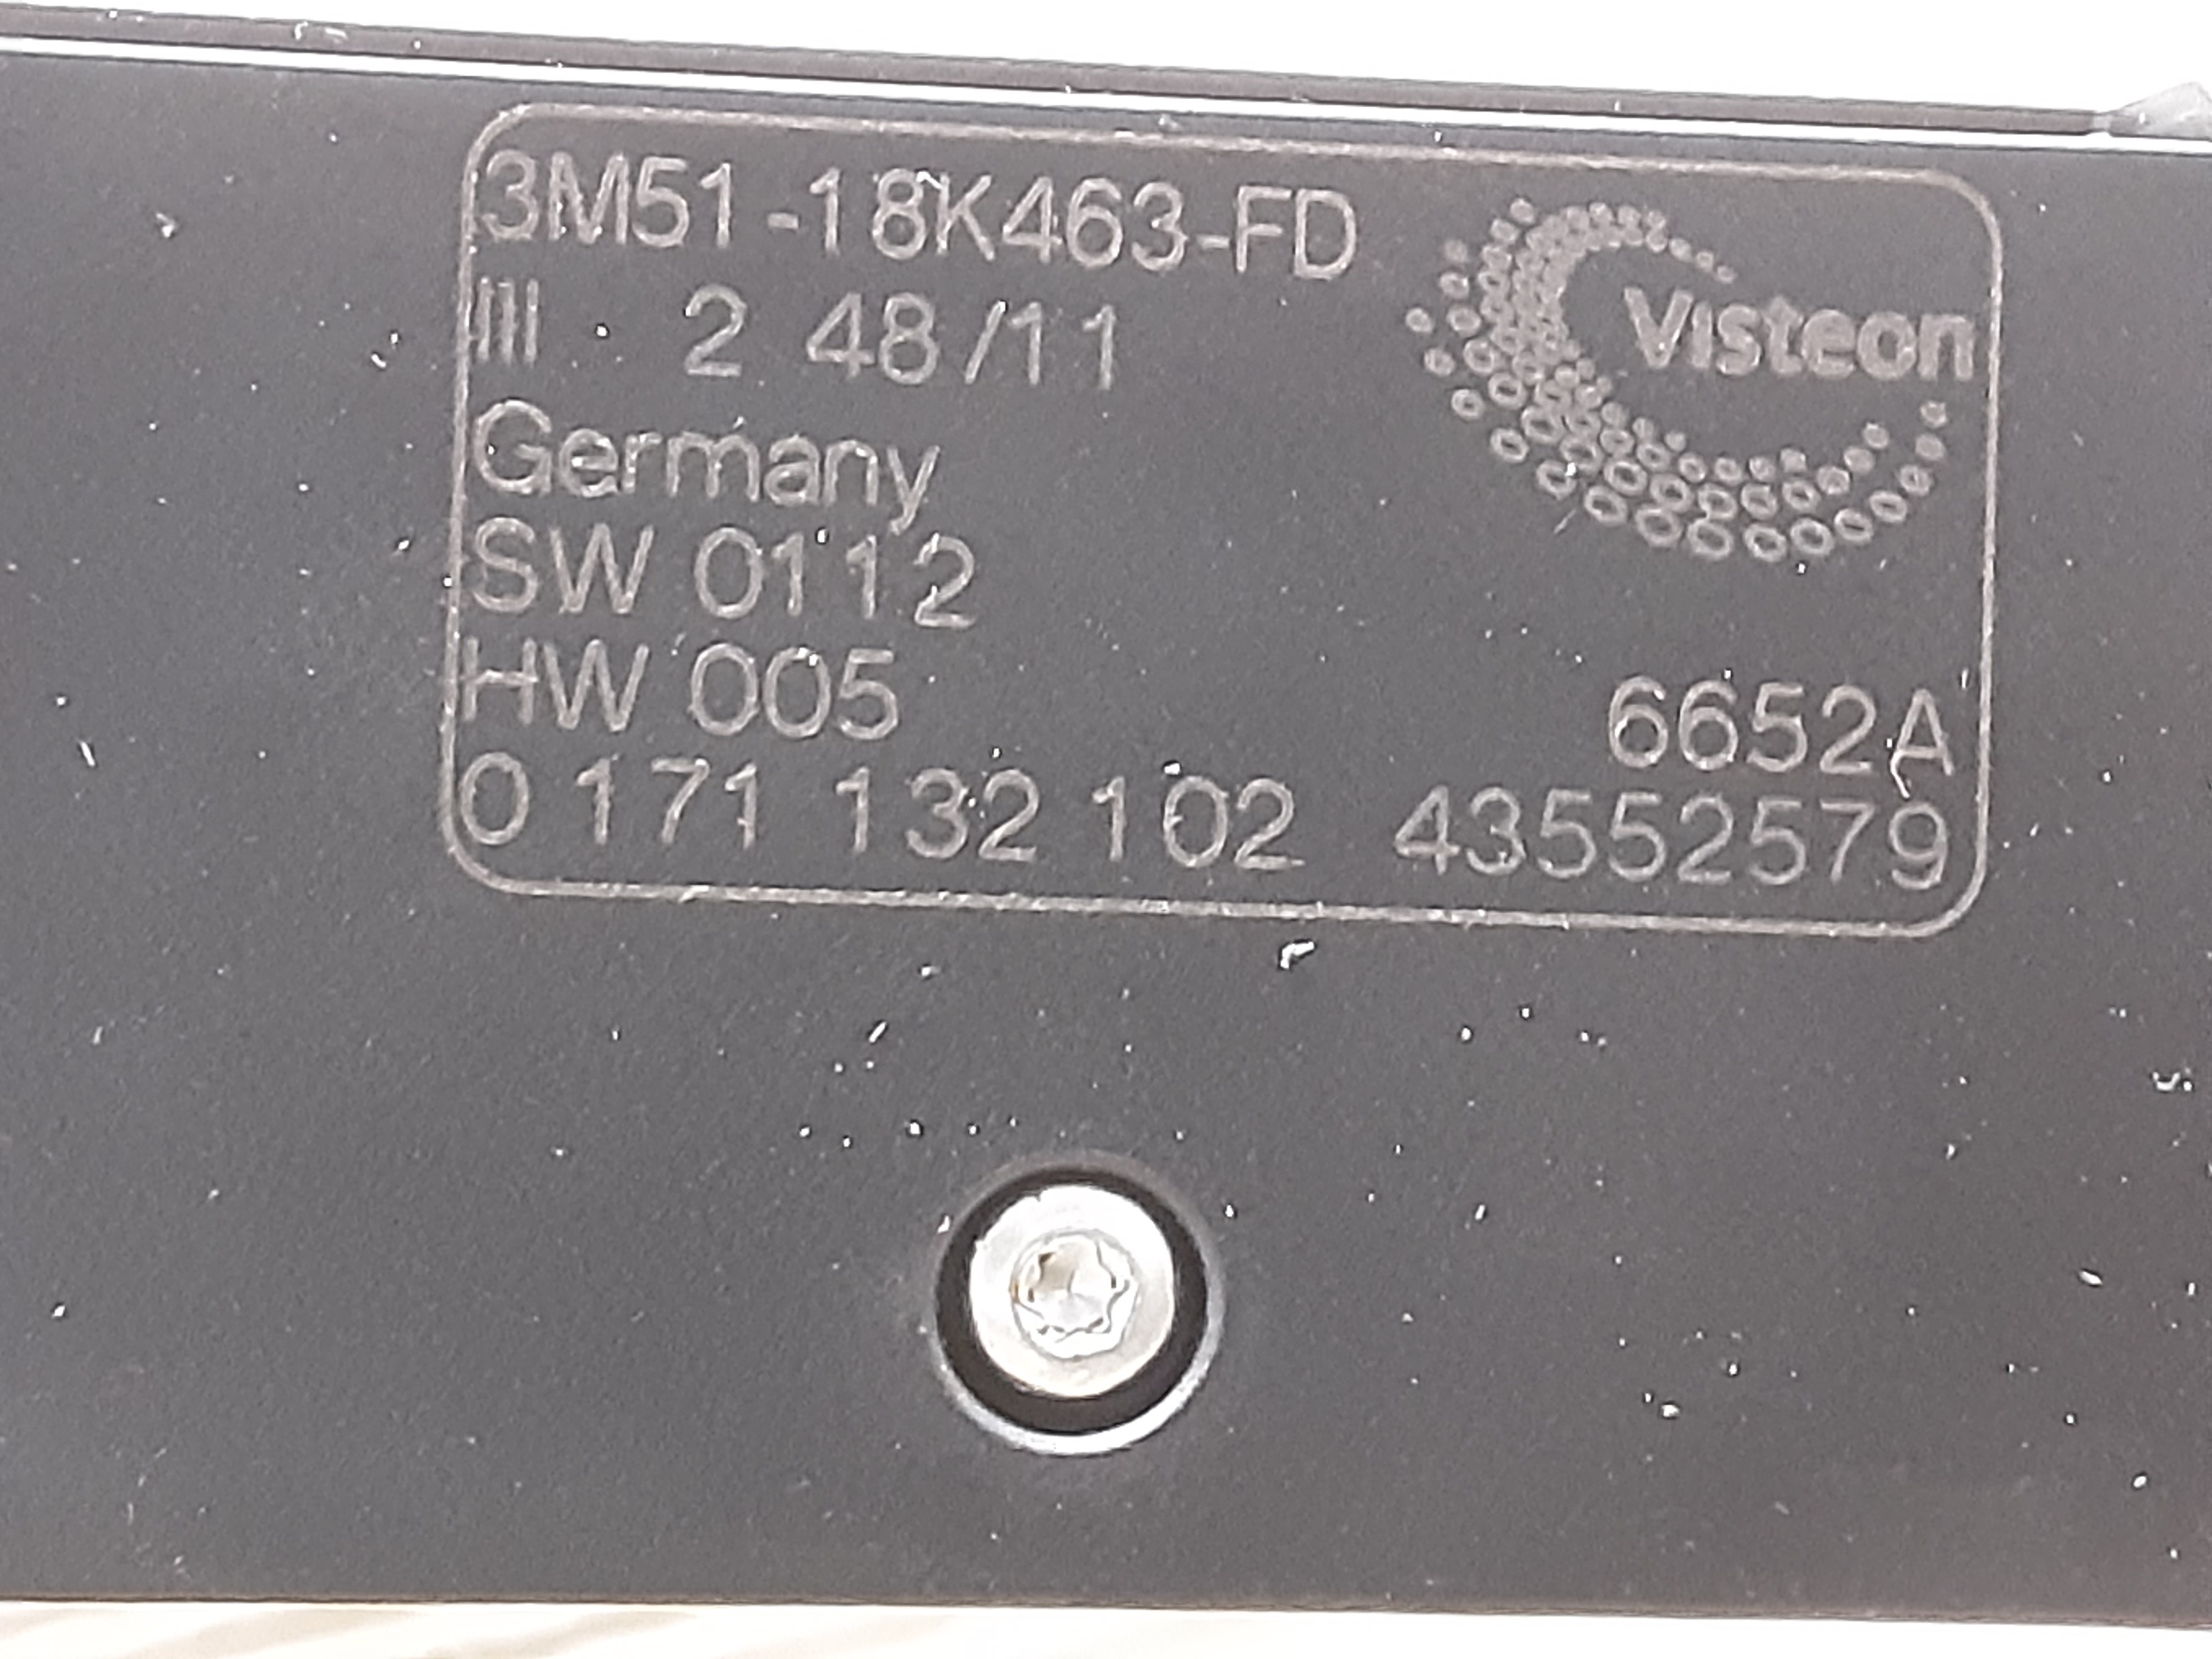 3M51-18K463-FD
III 2 48/11
Visteon
Germany
SW 0112
HW 005
6652A
0 171 132 102 43552579